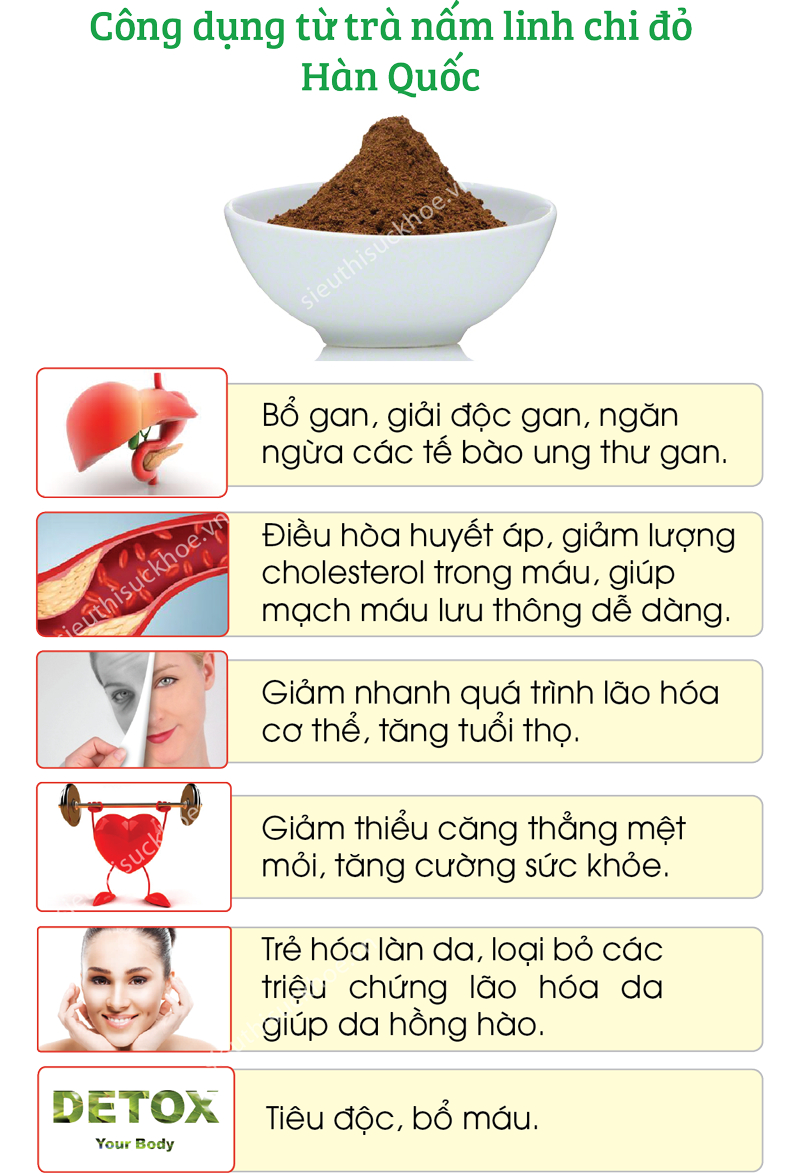 Công dụng từ trà nấm linh chi đỏ
Hàn Quốc
sieuthisuckhoe.vn
Bổ gan, giải độc gan, ngăn
ngừa các tế bào ung thư gan.
sieuthisuckhoe.vn
Điều hòa huyết áp, giảm lượng
cholesterol trong máu, giúp
mạch máu lưu thông dễ dàng.
Giảm nhanh quá trình lão hóa
cơ thể, tăng tuổi thọ.
Giảm thiểu căng thẳng mệt
mỏi, tăng cường sức khỏe.
Trẻ hóa làn da, loại bỏ các
triệu chứng lão hóa da
giúp da hồng hào.
DETOX
Your Body
Tiêu độc, bổ máu.